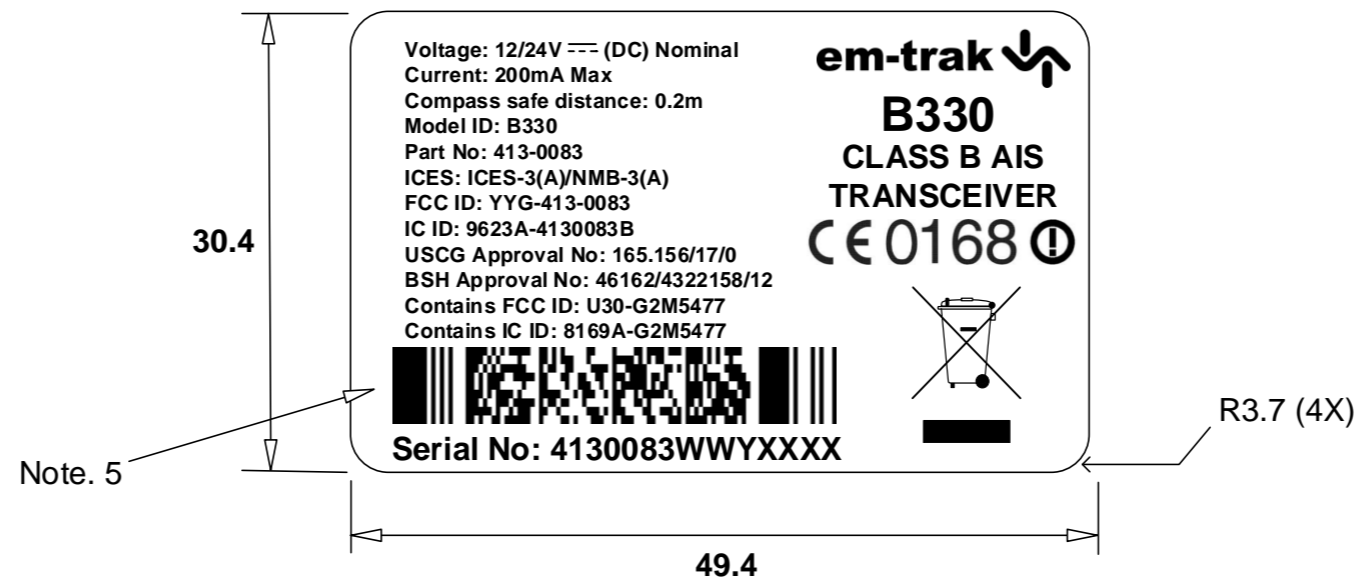 Voltage: 12/24V ⎓ (DC) Nominal
Current: 200mA Max
Compass safe distance: 0.2m
Model ID: B330
Part No: 413-0083
ICES: ICES-3(A)/NMB-3(A)
FCC ID: YYG-413-0083
IC ID: 9623A-4130083B
USCG Approval No: 165.156/17/0
BSH Approval No: 46162/4322158/12
Contains FCC ID: U30-G2M5477
Contains IC ID: 8169A-G2M5477
Serial No: 4130083WWYXXXX
em-trak
B330
CLASS B AIS
TRANSCEIVER
CE 0168
30.4
Note. 5
R3.7 (4X)
49.4